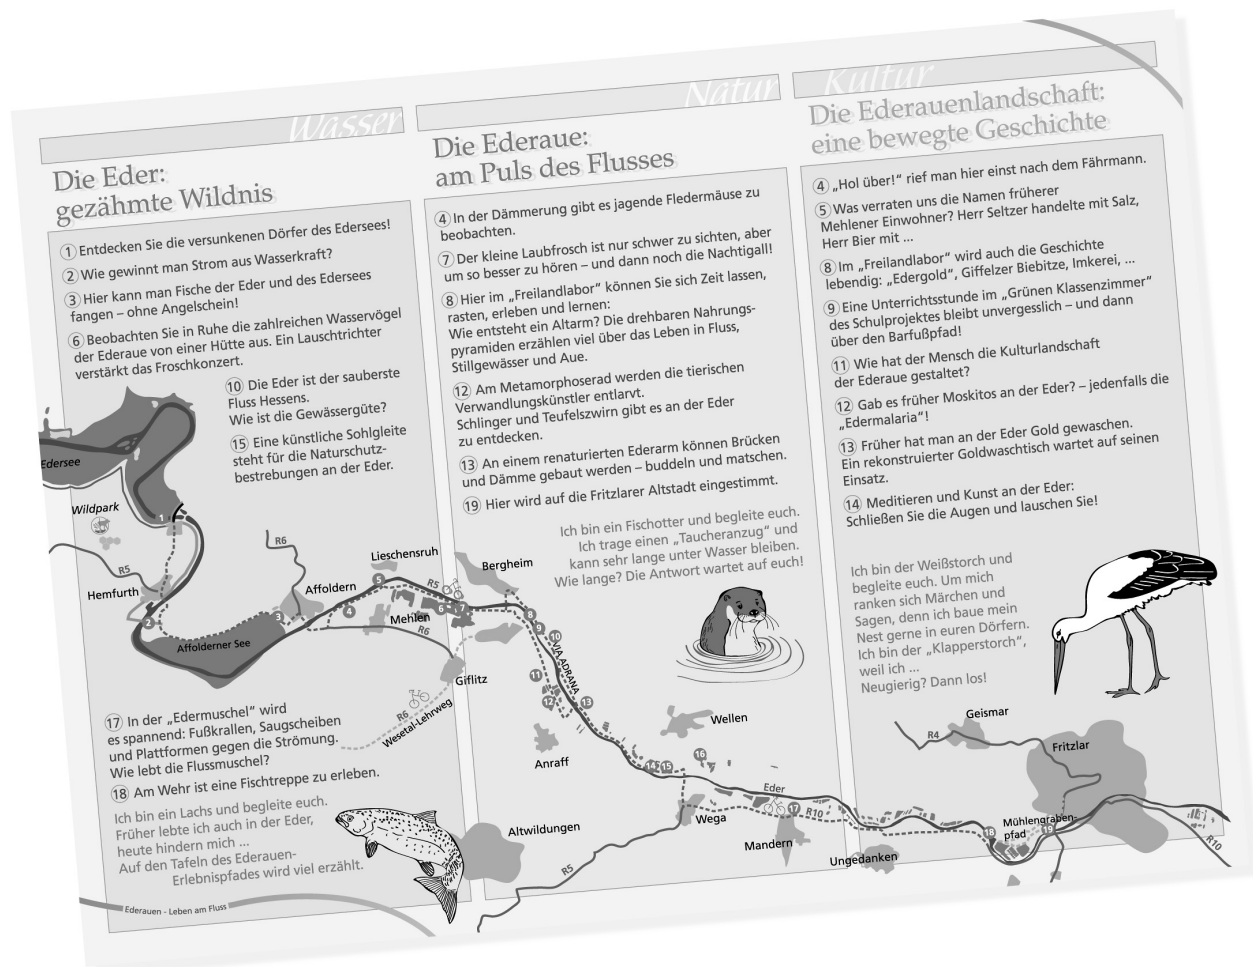 Wasser
Die Eder:
gezähmte Wildnis
1 Entdecken Sie die versunkenen Dörfer des Edersees!
2 Wie gewinnt man Strom aus Wasserkraft?
3 Hier kann man Fische der Eder und des Edersees
fangen – ohne Angelschein!
6 Beobachten Sie in Ruhe die zahlreichen Wasservögel
der Ederaue von einer Hütte aus. Ein Lauschtrichter
verstärkt das Froschkonzert.
10 Die Eder ist der sauberste
Fluss Hessens.
Wie ist die Gewässergüte?
15 Eine künstliche Sohlgleite
steht für die Naturschutz-
bestrebungen an der Eder.
17 In der „Edermuschel“ wird
es spannend: Fußkrallen, Saugscheiben
und Plattformen gegen die Strömung.
Wie lebt die Flussmuschel?
18 Am Wehr ist eine Fischtreppe zu erleben.
Ich bin ein Lachs und begleite euch.
Früher lebte ich auch in der Eder,
heute hindern mich ...
Auf den Tafeln des Ederauen-
Erlebnispfades wird viel erzählt.
Ederauen - Leben am Fluss
Natur
Die Ederaue:
am Puls des Flusses
4 In der Dämmerung gibt es jagende Fledermäuse zu
beobachten.
7 Der kleine Laubfrosch ist nur schwer zu sichten, aber
um so besser zu hören – und dann noch die Nachtigall!
8 Hier im „Freilandlabor“ können Sie sich Zeit lassen,
rasten, erleben und lernen:
Wie entsteht ein Altarm? Die drehbaren Nahrungs-
pyramiden erzählen viel über das Leben in Fluss,
Stillgewässer und Aue.
12 Am Metamorphoserad werden die tierischen
Verwandlungskünstler entlarvt.
Schlinger und Teufelszwirn gibt es an der Eder
zu entdecken.
13 An einem renaturierten Ederarm können Brücken
und Dämme gebaut werden – buddeln und matschen.
19 Hier wird auf die Fritzlarer Altstadt eingestimmt.
Ich bin ein Fischotter und begleite euch.
Ich trage einen „Taucheranzug“ und
kann sehr lange unter Wasser bleiben.
Wie lange? Die Antwort wartet auf euch!
Kultur
Die Ederauenlandschaft:
eine bewegte Geschichte
4 „Hol über!“ rief man hier einst nach dem Fährmann.
5 Was verraten uns die Namen früherer
Mehlener Einwohner? Herr Seltzer handelte mit Salz,
Herr Bier mit ...
8 Im „Freilandlabor“ wird auch die Geschichte
lebendig: „Edergold“, Giffelzer Biebitze, Imkerei, ...
9 Eine Unterrichtsstunde im „Grünen Klassenzimmer“
des Schulprojektes bleibt unvergesslich – und dann
über den Barfußpfad!
11 Wie hat der Mensch die Kulturlandschaft
der Ederaue gestaltet?
12 Gab es früher Moskitos an der Eder? – jedenfalls die
„Edermalaria“!
13 Früher hat man an der Eder Gold gewaschen.
Ein rekonstruierter Goldwaschtisch wartet auf seinen
Einsatz.
14 Meditieren und Kunst an der Eder:
Schließen Sie die Augen und lauschen Sie!
Ich bin der Weißstorch und
begleite euch. Um mich
ranken sich Märchen und
Sagen, denn ich baue mein
Nest gerne in euren Dörfern.
Ich bin der „Klapperstorch“,
weil ich ...
Neugierig? Dann los!
Edersee
Wildpark
1
R5
Hemfurth
2
R6
Affolderner See
3
Affoldern
4
Lieschensruh
5
R5
Mehlen
6
7
R6
Bergheim
8
9
10
VIA ADRANA
Giflitz
R6
Wesetal-Lehrweg
11
12
13
Anraff
Wellen
14
15
16
Altwildungen
R5
Wega
Eder
17
R10
Mandern
Ungedanken
18
Mühlengraben-
pfad
19
R4
Geismar
Fritzlar
R10